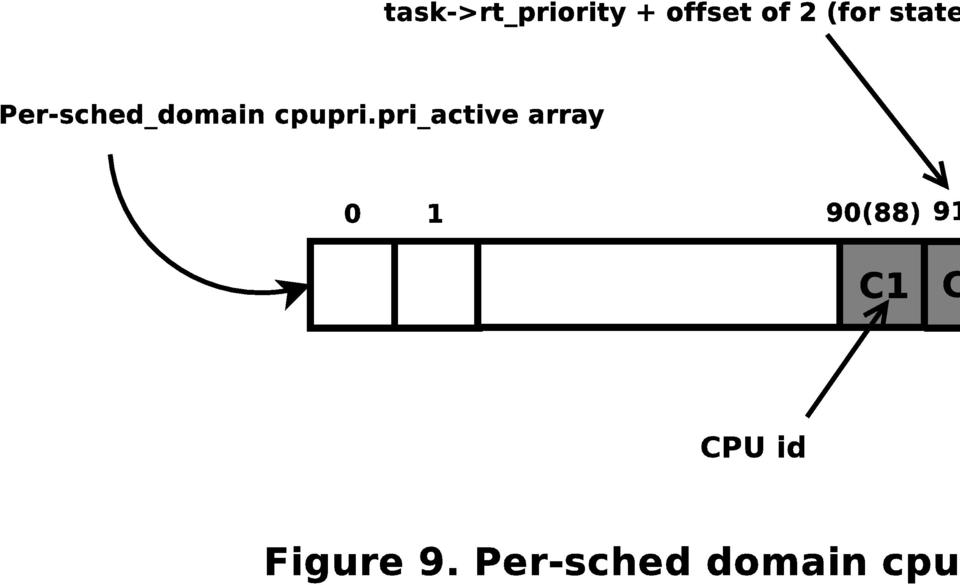 task->rt_priority + offset of 2 (for state
Per-sched_domain cpupri.pri_active array
0 1 90(88) 91
C1 C
CPU id
Figure 9. Per-sched domain cpu